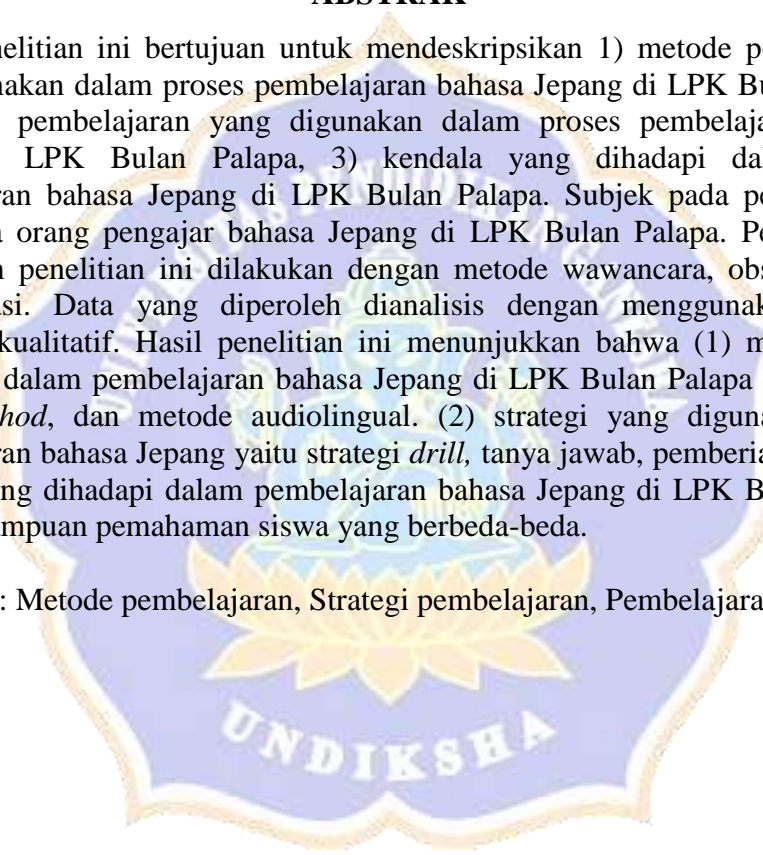 ABSTRAK
nelitian ini bertujuan untuk mendeskripsikan 1) metode pe
nakan dalam proses pembelajaran bahasa Jepang di LPK Bu
pembelajaran yang digunakan dalam proses pembelaja
LPK Bulan Palapa, 3) kendala yang dihadapi dal
ran bahasa Jepang di LPK Bulan Palapa. Subjek pada pe
a orang pengajar bahasa Jepang di LPK Bulan Palapa. Pe
n penelitian ini dilakukan dengan metode wawancara, obs
asi. Data yang diperoleh dianalisis dengan menggunak
kualitatif. Hasil penelitian ini menunjukkan bahwa (1) m
dalam pembelajaran bahasa Jepang di LPK Bulan Palapa
hod, dan metode audiolingual. (2) strategi yang diguna
ran bahasa Jepang yaitu strategi drill, tanya jawab, pemberia
ng dihadapi dalam pembelajaran bahasa Jepang di LPK B
mpuan pemahaman siswa yang berbeda-beda.
: Metode pembelajaran, Strategi pembelajaran, Pembelajara
UNDIKSHA